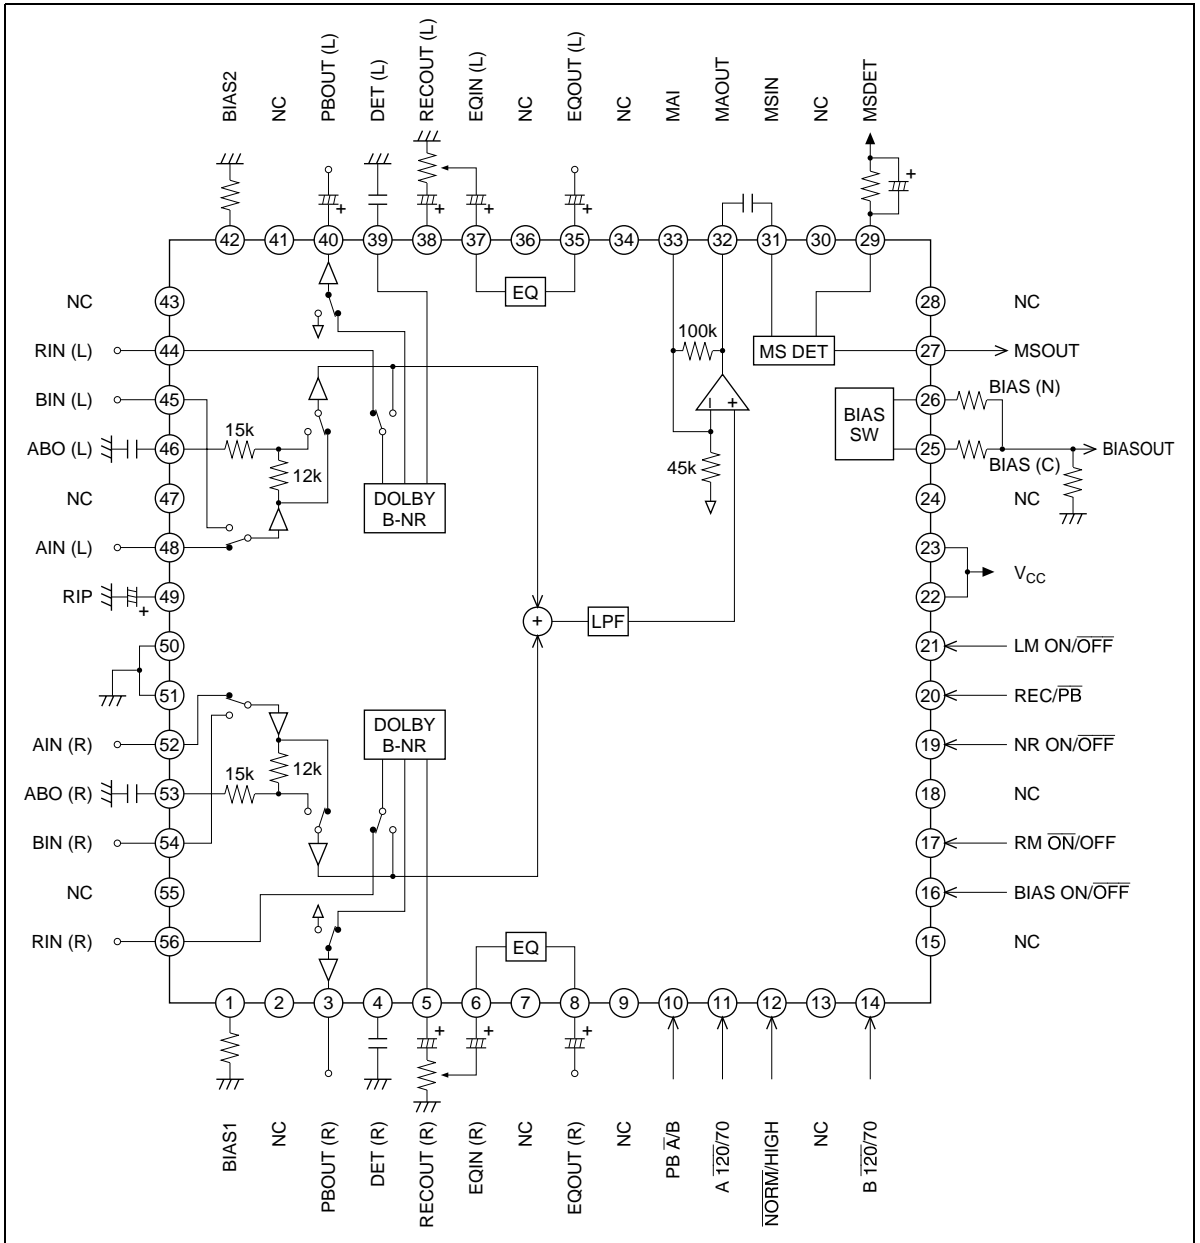 BIAS2
NC
PBOUT (L)
DET (L)
RECOUT (L)
EQIN (L)
NC
EQOUT (L)
NC
MAI
MAOUT
MSIN
NC
MSDET
+
+
+
+
+
42
41
40
39
38
37
36
35
34
33
32
31
30
29
NC
43
EQ
28
NC
RIN (L)
44
100k
MS DET
27
MSOUT
BIN (L)
45
–
+
BIAS
SW
26
BIAS (N)
ABO (L)
46
15k
12k
45k
25
BIAS (C)
BIASOUT
NC
47
DOLBY
B-NR
24
NC
AIN (L)
48
23
RIP
+
49
22
VCC
+
LPF
50
21
LM ON/OFF
51
20
REC/PB
AIN (R)
52
DOLBY
B-NR
19
NR ON/OFF
ABO (R)
53
15k
12k
18
NC
BIN (R)
54
17
RM ON/OFF
NC
55
16
BIAS ON/OFF
RIN (R)
56
EQ
15
NC
1
2
3
4
5
6
7
8
9
10
11
12
13
14
+
+
+
BIAS1
NC
PBOUT (R)
DET (R)
RECOUT (R)
EQIN (R)
NC
EQOUT (R)
NC
PB A/B
A 120/70
NORM/HIGH
NC
B 120/70